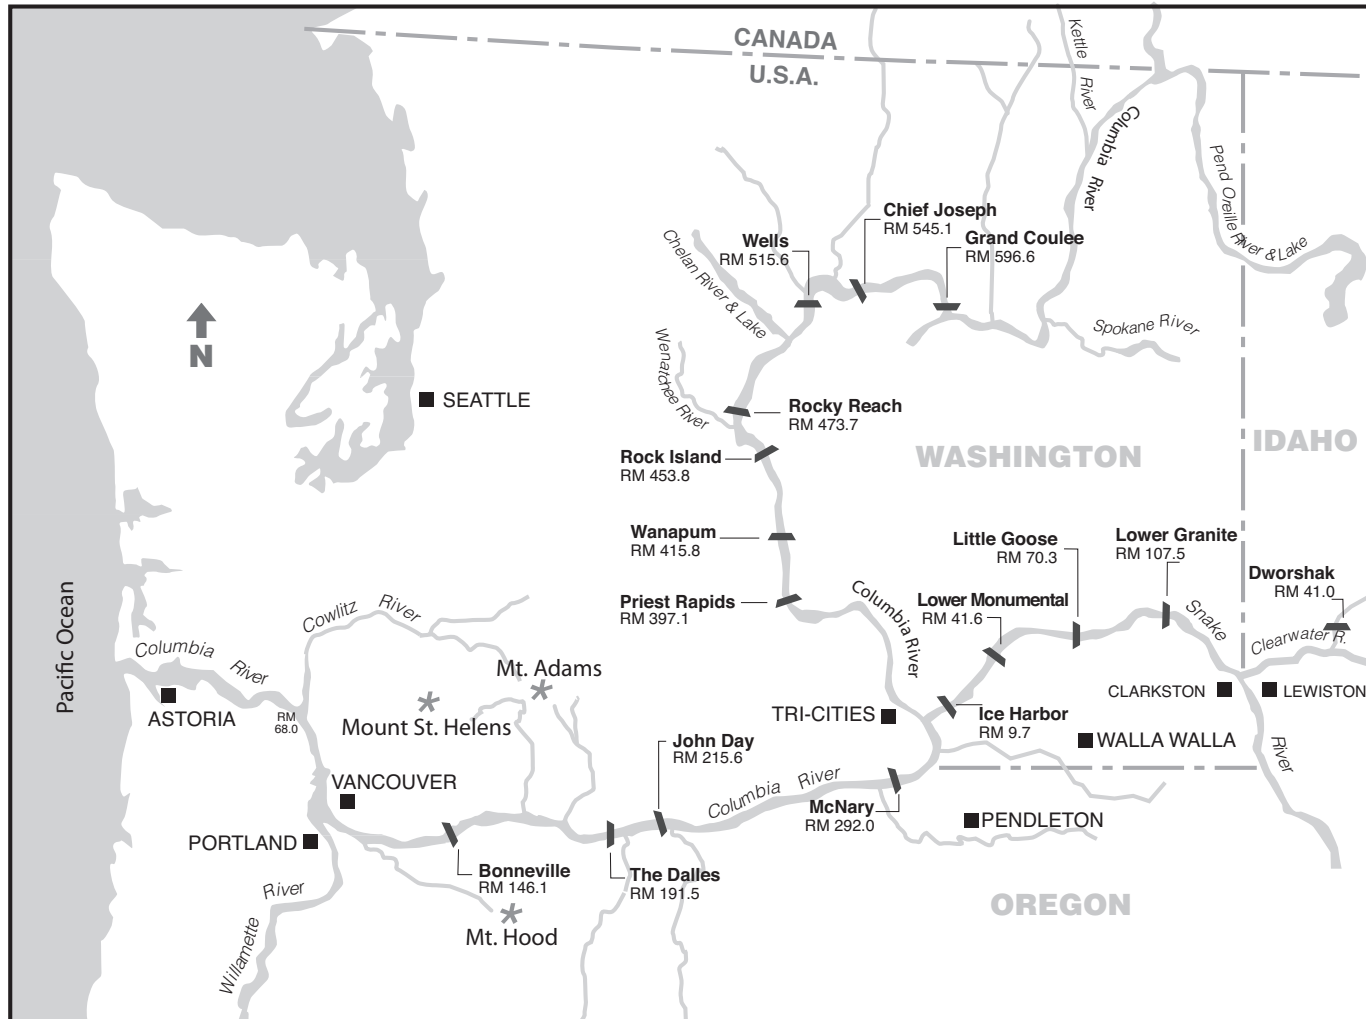 CANADA
U.S.A.
Kettle
River
Columbia
River
Pend Oreille
River & Lake
Chief Joseph
RM 545.1
Grand Coulee
RM 596.6
Wells
RM 515.6
Chelan River & Lake
Spokane River
Wenatchee River
N
SEATTLE
Rocky Reach
RM 473.7
Rock Island
RM 453.8
WASHINGTON
IDAHO
Wanapum
RM 415.8
Little Goose
RM 70.3
Lower Granite
RM 107.5
Dworshak
RM 41.0
Priest Rapids
RM 397.1
Columbia River
Lower Monumental
RM 41.6
Snake
Clearwater R.
Pacific Ocean
Cowlitz
River
Columbia
River
Mt. Adams
ASTORIA
RM
68.0
Mount St. Helens
TRI-CITIES
Ice Harbor
RM 9.7
CLARKSTON
LEWISTON
WALLA WALLA
River
John Day
RM 215.6
VANCOUVER
Columbia
River
McNary
RM 292.0
PENDLETON
PORTLAND
Bonneville
RM 146.1
The Dalles
RM 191.5
River
Willamette
Mt. Hood
OREGON